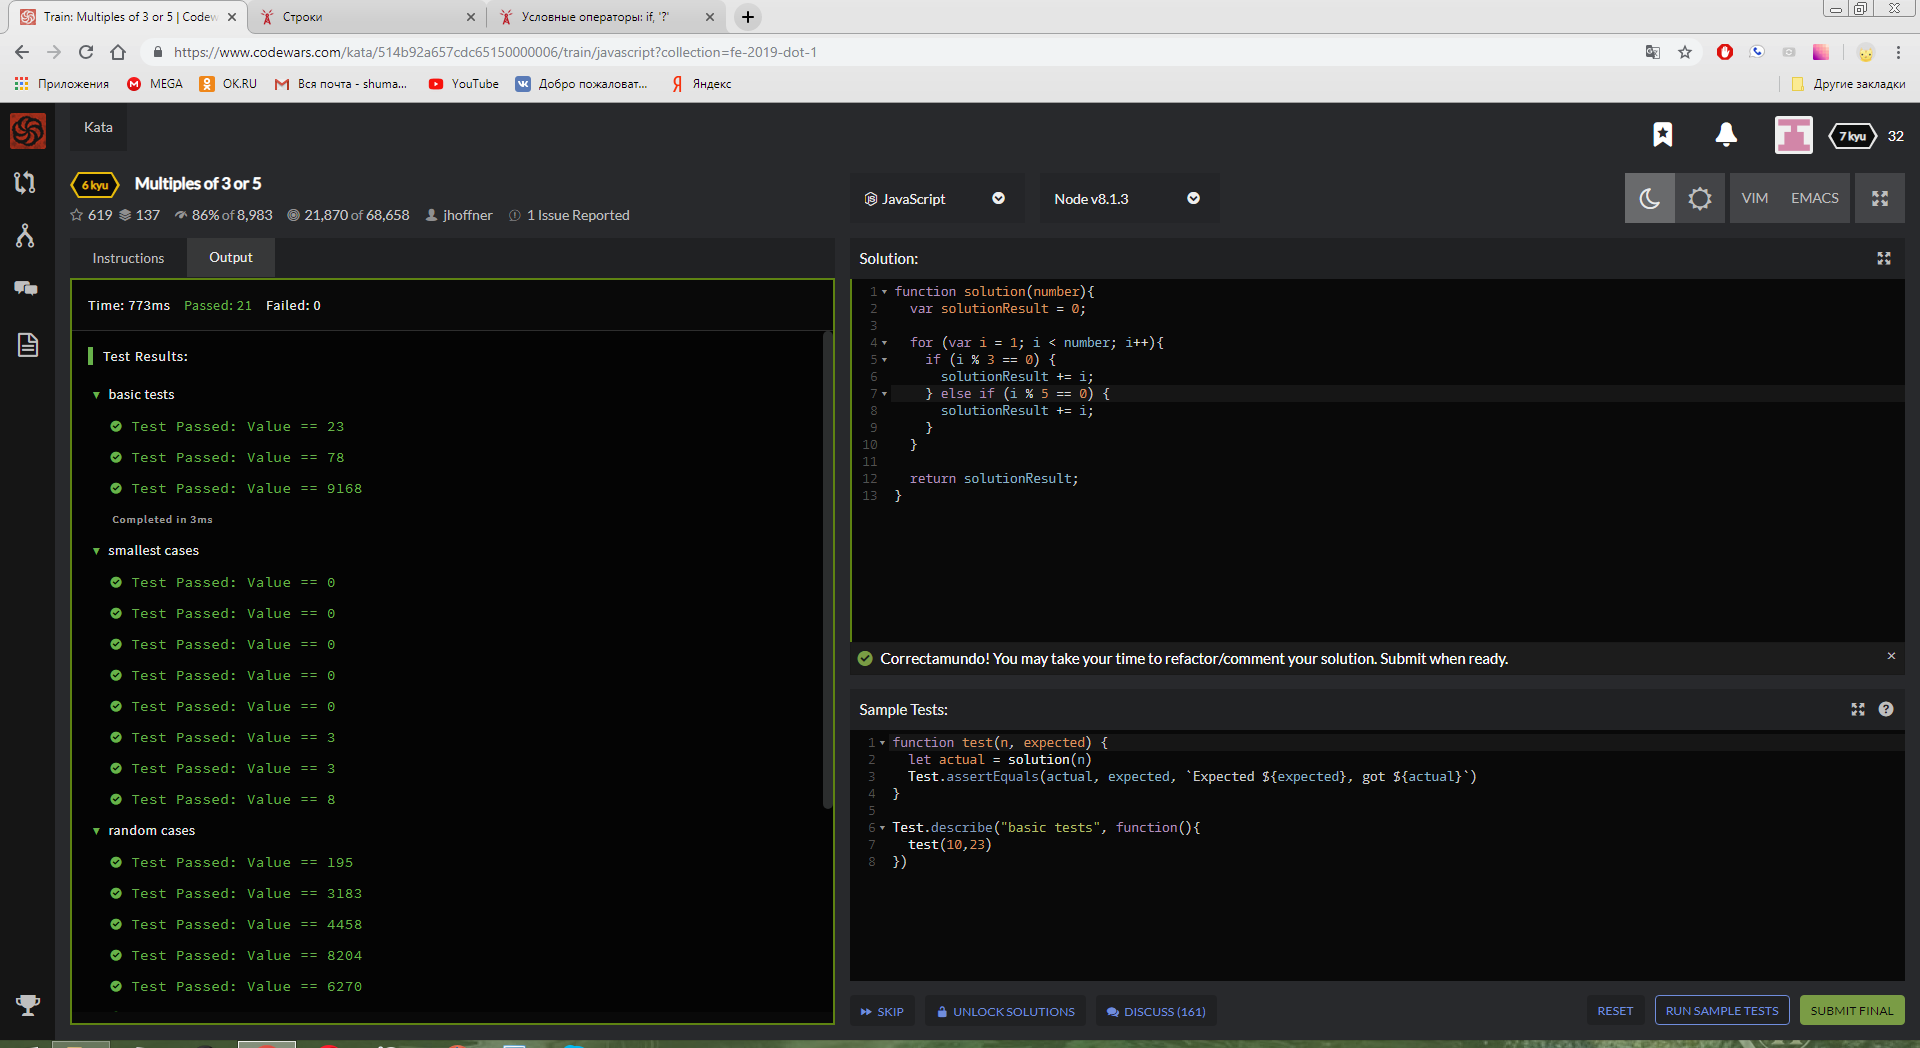 Train: Multiples of 3 or 5 | Codew
Строки
Условные операторы: if, '?'
https://www.codewars.com/kata/514b92a657cdc65150000006/train/javascript?collection=fe-2019-dot-1
Приложения
MEGA
OK.RU
Вся почта - shuma...
YouTube
Добро пожаловат...
Яндекс
Другие закладки
Kata
7 kyu
32
6 kyu
Multiples of 3 or 5
619 137 86% of 8,983 21,870 of 68,658 jhoffner 1 Issue Reported
JavaScript
Node v8.1.3
VIM
EMACS
Instructions
Output
Time: 773ms Passed: 21 Failed: 0
Test Results:
basic tests
Test Passed: Value == 23
Test Passed: Value == 78
Test Passed: Value == 9168
Completed in 3ms
smallest cases
Test Passed: Value == 0
Test Passed: Value == 0
Test Passed: Value == 0
Test Passed: Value == 0
Test Passed: Value == 0
Test Passed: Value == 3
Test Passed: Value == 3
Test Passed: Value == 8
random cases
Test Passed: Value == 195
Test Passed: Value == 3183
Test Passed: Value == 4458
Test Passed: Value == 8204
Test Passed: Value == 6270
Solution:
1 function solution(number){
2 var solutionResult = 0;
3
4 for (var i = 1; i < number; i++){
5 if (i % 3 == 0) {
6 solutionResult += i;
7 } else if (i % 5 == 0) {
8 solutionResult += i;
9 }
10 }
11
12 return solutionResult;
13 }
Correctamundo! You may take your time to refactor/comment your solution. Submit when ready.
Sample Tests:
1 function test(n, expected) {
2 let actual = solution(n)
3 Test.assertEquals(actual, expected, `Expected ${expected}, got ${actual}`)
4 }
5
6 Test.describe("basic tests", function(){
7 test(10,23)
8 })
SKIP
UNLOCK SOLUTIONS
DISCUSS (161)
RESET
RUN SAMPLE TESTS
SUBMIT FINAL